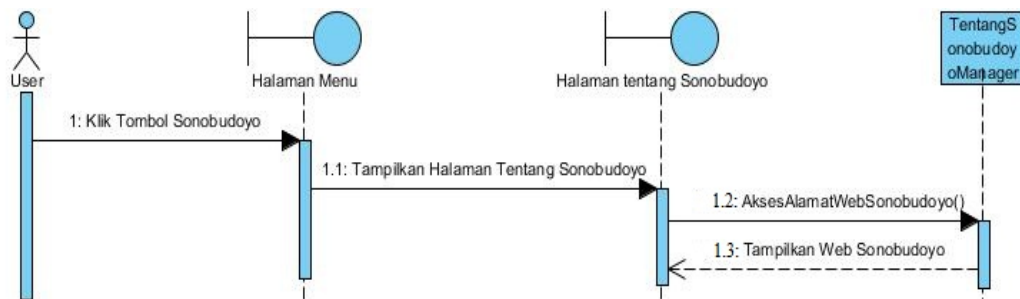 User
Halaman Menu
Halaman tentang Sonobudoyo
TentangS
onobudoy
oManager
1: Klik Tombol Sonobudoyo
1.1: Tampilkan Halaman Tentang Sonobudoyo
1.2: AksesAlamatWebSonobudoyo()
1.3: Tampilkan Web Sonobudoyo